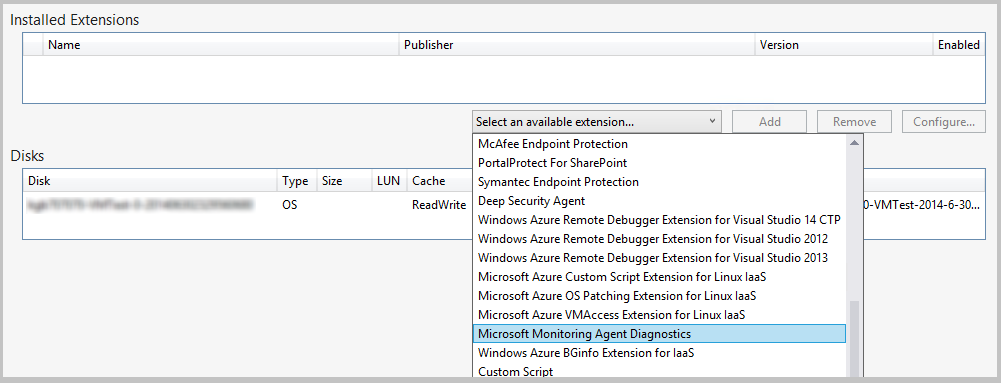 Installed Extensions
Name Publisher Version Enabled
Select an available extension... Add Remove Configure...
McAfee Endpoint Protection
PortalProtect For SharePoint
Symantec Endpoint Protection
Deep Security Agent
Windows Azure Remote Debugger Extension for Visual Studio 14 CTP
Windows Azure Remote Debugger Extension for Visual Studio 2012
Windows Azure Remote Debugger Extension for Visual Studio 2013
Microsoft Azure Custom Script Extension for Linux IaaS
Microsoft Azure OS Patching Extension for Linux IaaS
Microsoft Azure VMAccess Extension for Linux IaaS
Microsoft Monitoring Agent Diagnostics
Windows Azure BGinfo Extension for IaaS
Custom Script
Disks
Disk Type Size LUN Cache
OS ReadWrite 0-VMTest-2014-6-30...